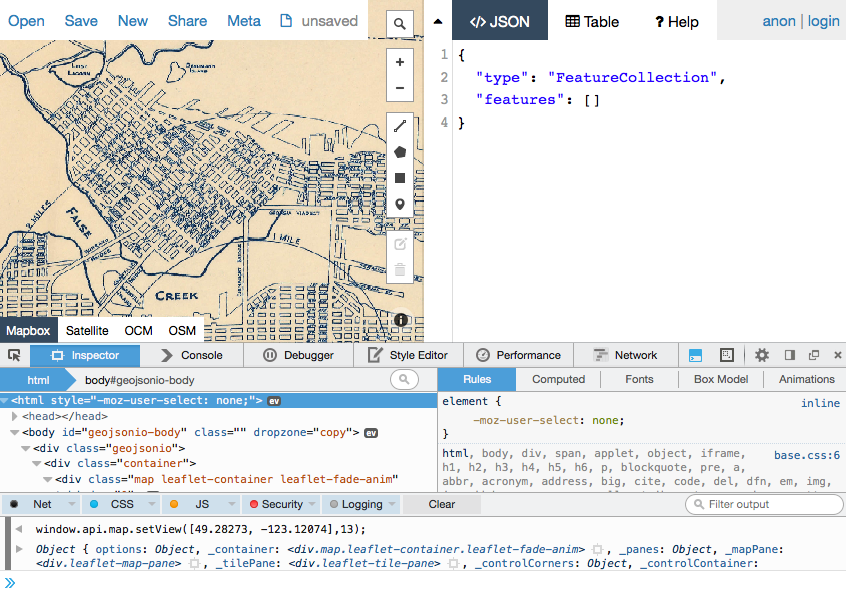 Open Save New Share Meta unsaved
</> JSON Table ? Help anon | login
LOST LAGOON
DEADMANS ISLAND
+
−
2 MILES
FALSE
GEORGIA VIADUCT
1 MILE
CREEK
i
Mapbox Satellite OCM OSM
1 {
2 "type": "FeatureCollection",
3 "features": []
4 }
Inspector Console Debugger Style Editor Performance Network
html body#geojsonio-body
Rules Computed Fonts Box Model Animations
<html style="-moz-user-select: none;"> ev
<head></head>
<body id="geojsonio-body" class="" dropzone="copy"> ev
<div class="geojsonio">
<div class="container">
<div class="map leaflet-container leaflet-fade-anim"
element { inline
-moz-user-select: none;
}
html, body, div, span, applet, object, iframe, base.css:6
h1, h2, h3, h4, h5, h6, p, blockquote, pre, a,
abbr, acronym, address, big, cite, code, del, dfn, em, img,
Net CSS JS Security Logging Clear Filter output
window.api.map.setView([49.28273, -123.12074],13);
Object { options: Object, _container: <div.map.leaflet-container.leaflet-fade-anim> , _panes: Object, _mapPane:
<div.leaflet-map-pane> , _tilePane: <div.leaflet-tile-pane> , _controlCorners: Object, _controlContainer:
»